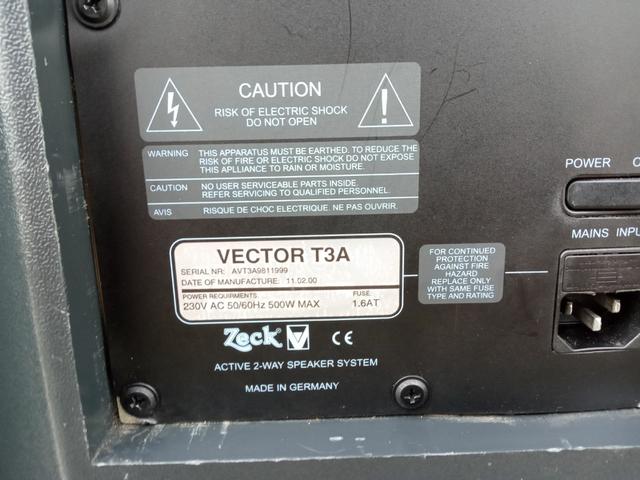 CAUTION
RISK OF ELECTRIC SHOCK
DO NOT OPEN
WARNING THIS APPARATUS MUST BE EARTHED. TO REDUCE THE
RISK OF FIRE OR ELECTRIC SHOCK DO NOT EXPOSE
THIS APLLIANCE TO RAIN OR MOISTURE.
CAUTION NO USER SERVICEABLE PARTS INSIDE.
REFER SERVICING TO QUALIFIED PERSONNEL.
AVIS RISQUE DE CHOC ELECTRIQUE. NE PAS OUVRIR.
VECTOR T3A
SERIAL NR: AVT3A9811999
DATE OF MANUFACTURE: 11.02.00
POWER REQUIRMENTS FUSE
230V AC 50/60Hz 500W MAX 1.6AT
Zeck
CE
ACTIVE 2-WAY SPEAKER SYSTEM
MADE IN GERMANY
FOR CONTINUED
PROTECTION
AGAINST FIRE
HAZARD
REPLACE ONLY
WITH SAME FUSE
TYPE AND RATING
POWER
MAINS INPU